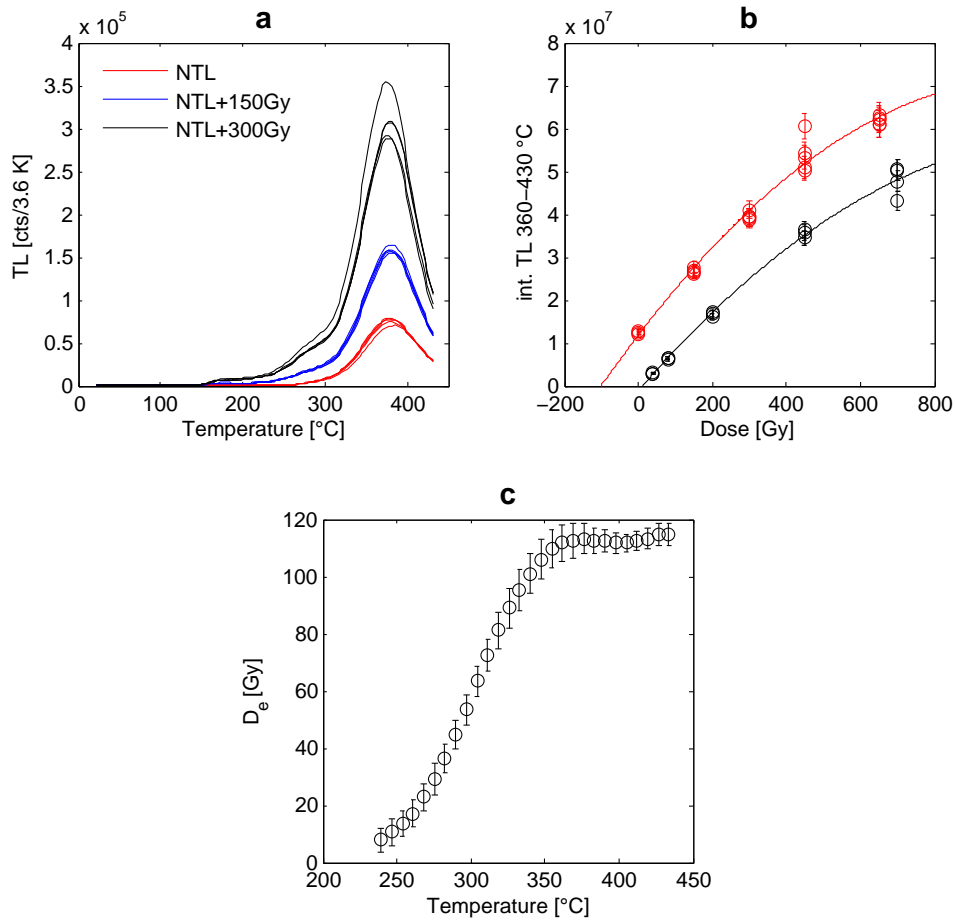 a
x 10^5
4
3.5
3
2.5
2
1.5
1
0.5
0
TL [cts/3.6 K]
NTL
NTL+150Gy
NTL+300Gy
0 100 200 300 400
Temperature [°C]
b
x 10^7
8
7
6
5
4
3
2
1
0
int. TL 360−430 °C
−200 0 200 400 600 800
Dose [Gy]
c
120
100
80
60
40
20
0
D_e [Gy]
200 250 300 350 400 450
Temperature [°C]